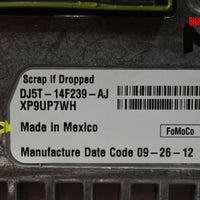 Scrap if Dropped
DJ5T-14F239-AJ
XP9UP7WH
Made in Mexico
FoMoCo
Manufacture Date Code 09-26-12